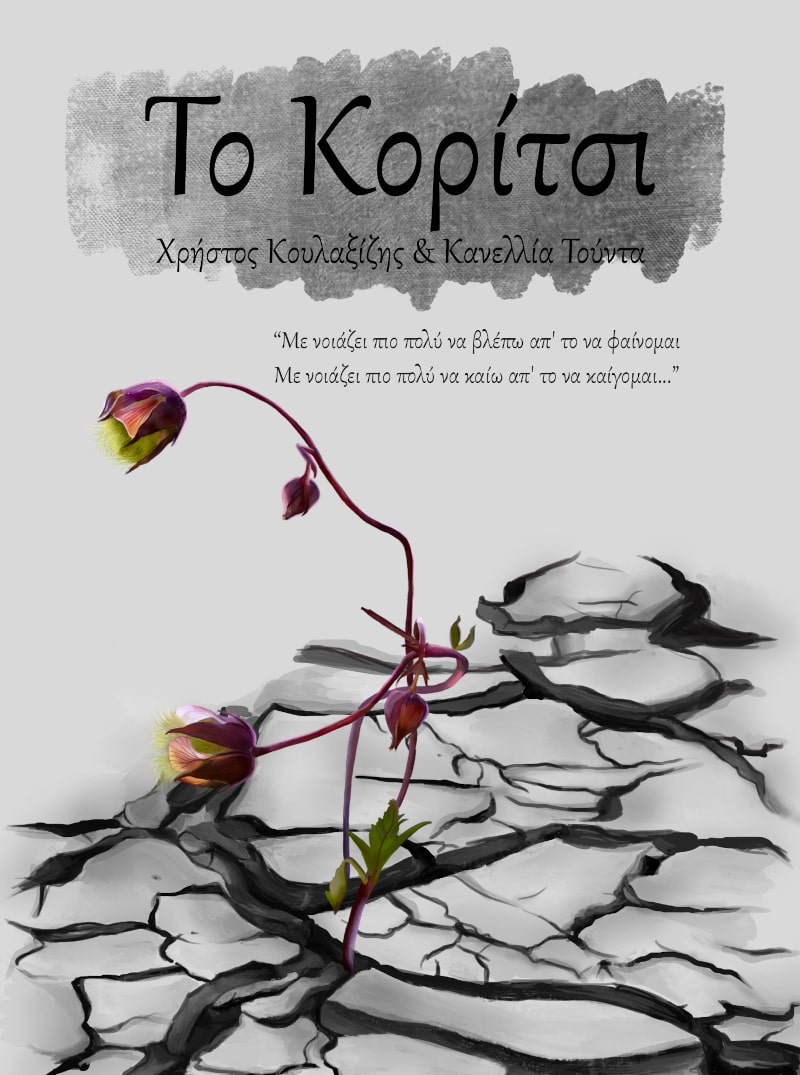 Το Κορίτσι
Χρήστος Κουλαξίζης & Κανελλία Τούντα
“Με νοιάζει πιο πολύ να βλέπω απ' το να φαίνομαι
Με νοιάζει πιο πολύ να καίω απ' το να καίγομαι...”